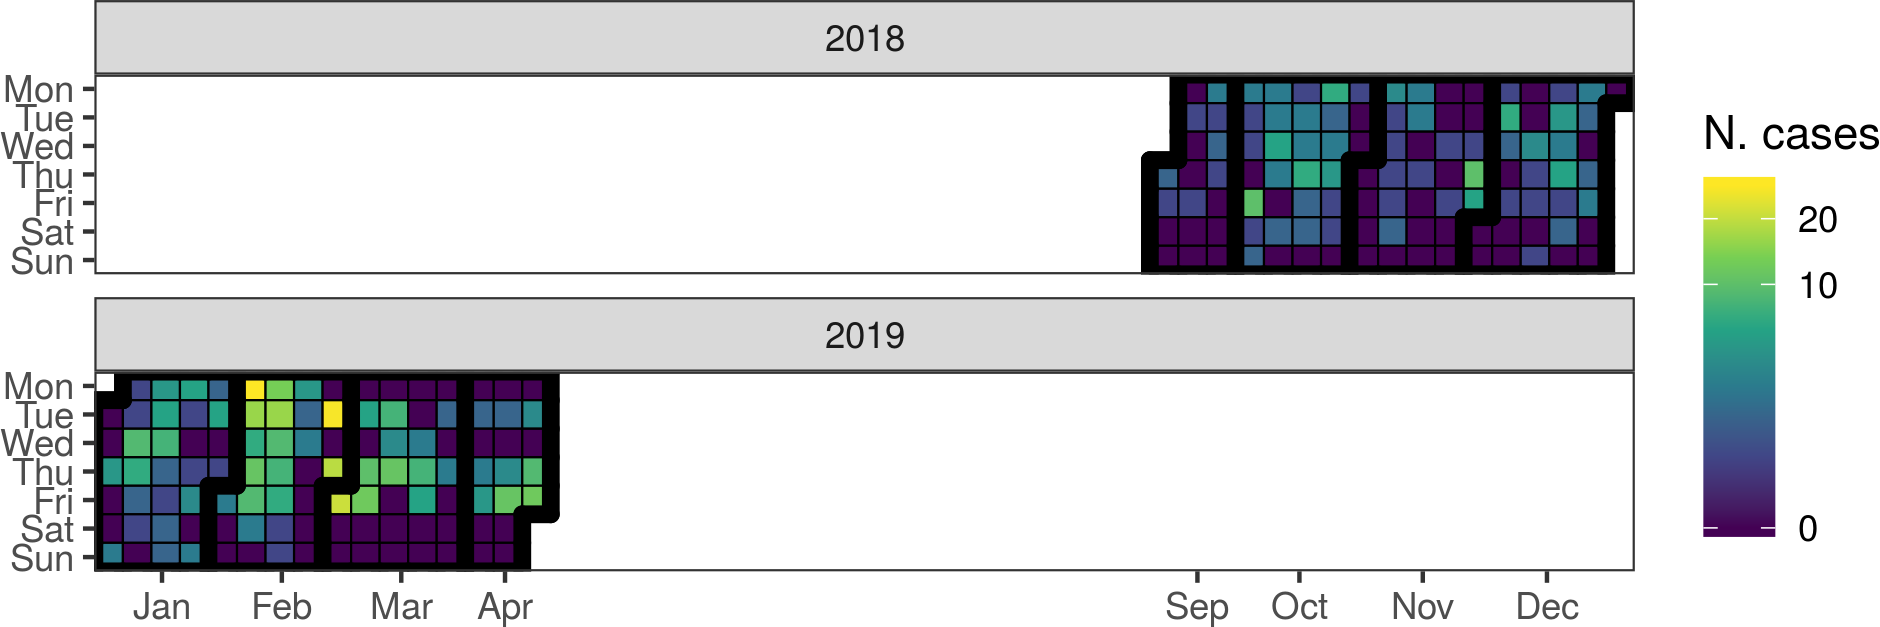 2018
Mon
Tue
Wed
Thu
Fri
Sat
Sun
2019
Mon
Tue
Wed
Thu
Fri
Sat
Sun
Jan Feb Mar Apr Sep Oct Nov Dec
N. cases
20
10
0